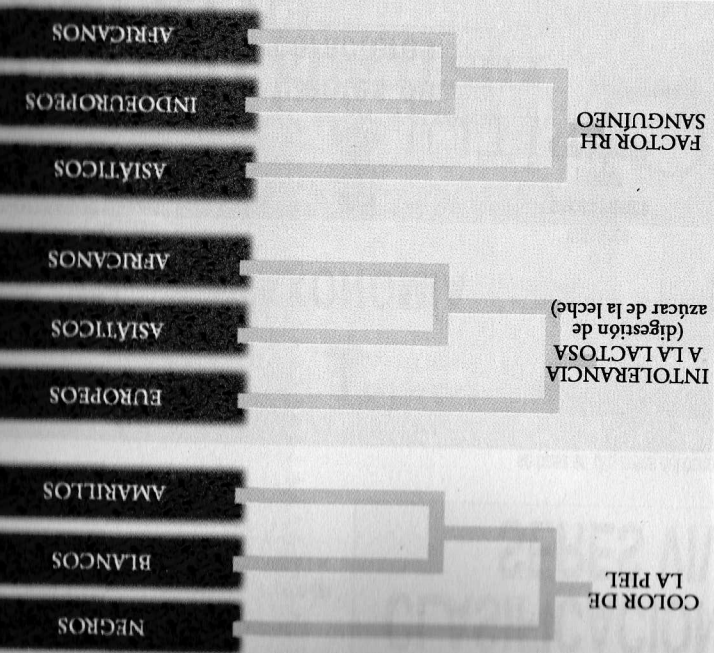 COLOR DE
LA PIEL
NEGROS
BLANCOS
AMARILLOS
INTOLERANCIA
A LA LACTOSA
(digestión de
azúcar de la leche)
EUROPEOS
ASIÁTICOS
AFRICANOS
FACTOR RH
SANGUÍNEO
ASIÁTICOS
INDOEUROPEOS
AFRICANOS